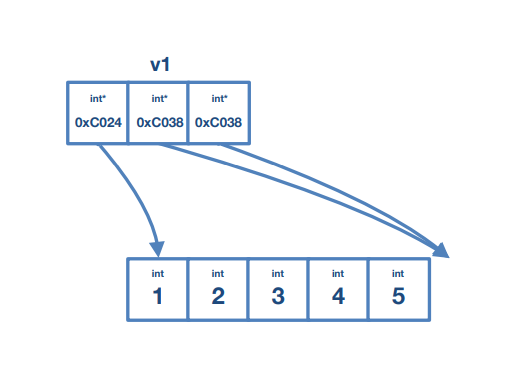 v1
int* int* int*
0xC024 0xC038 0xC038
int int int int int
1 2 3 4 5